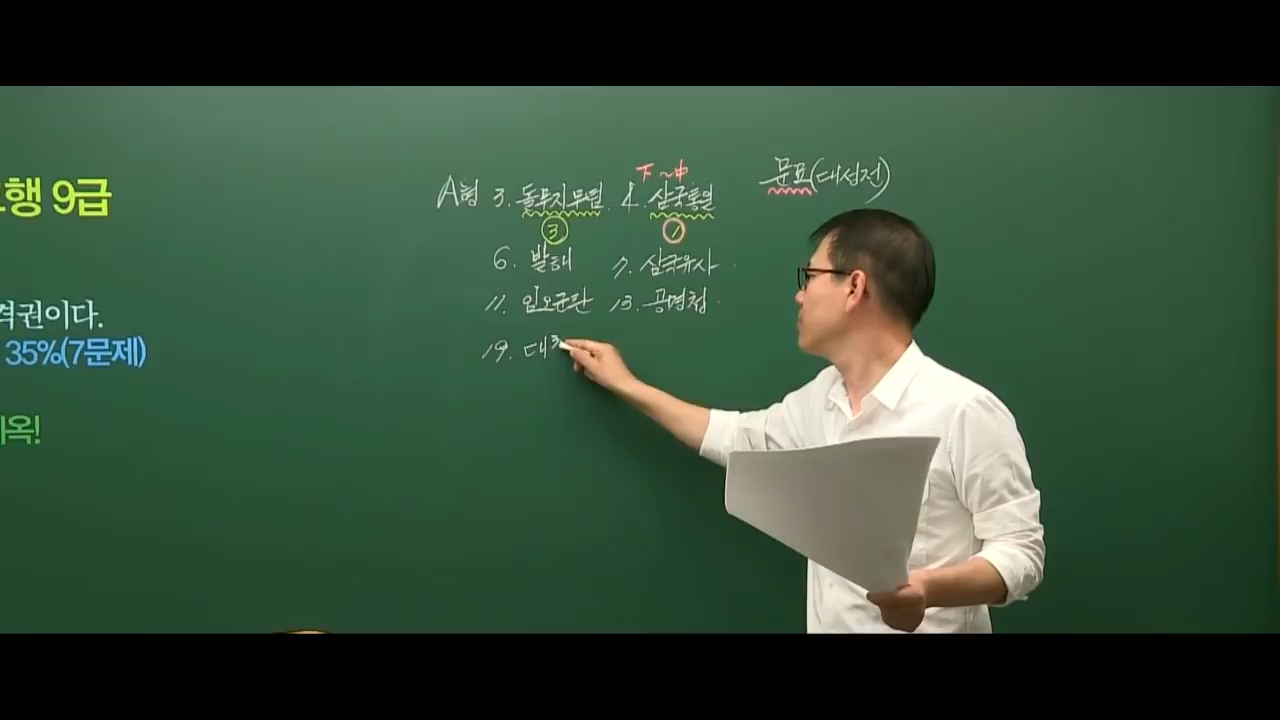 행 9급
격권이다.
35%(7문제)
옥!
下~中
문묘(대성전)
A형 3. 돌무지무덤 4. 삼국통일
③ ①
6. 발해 7. 삼국유사
11. 임오군란 13. 공명첩
19. 대